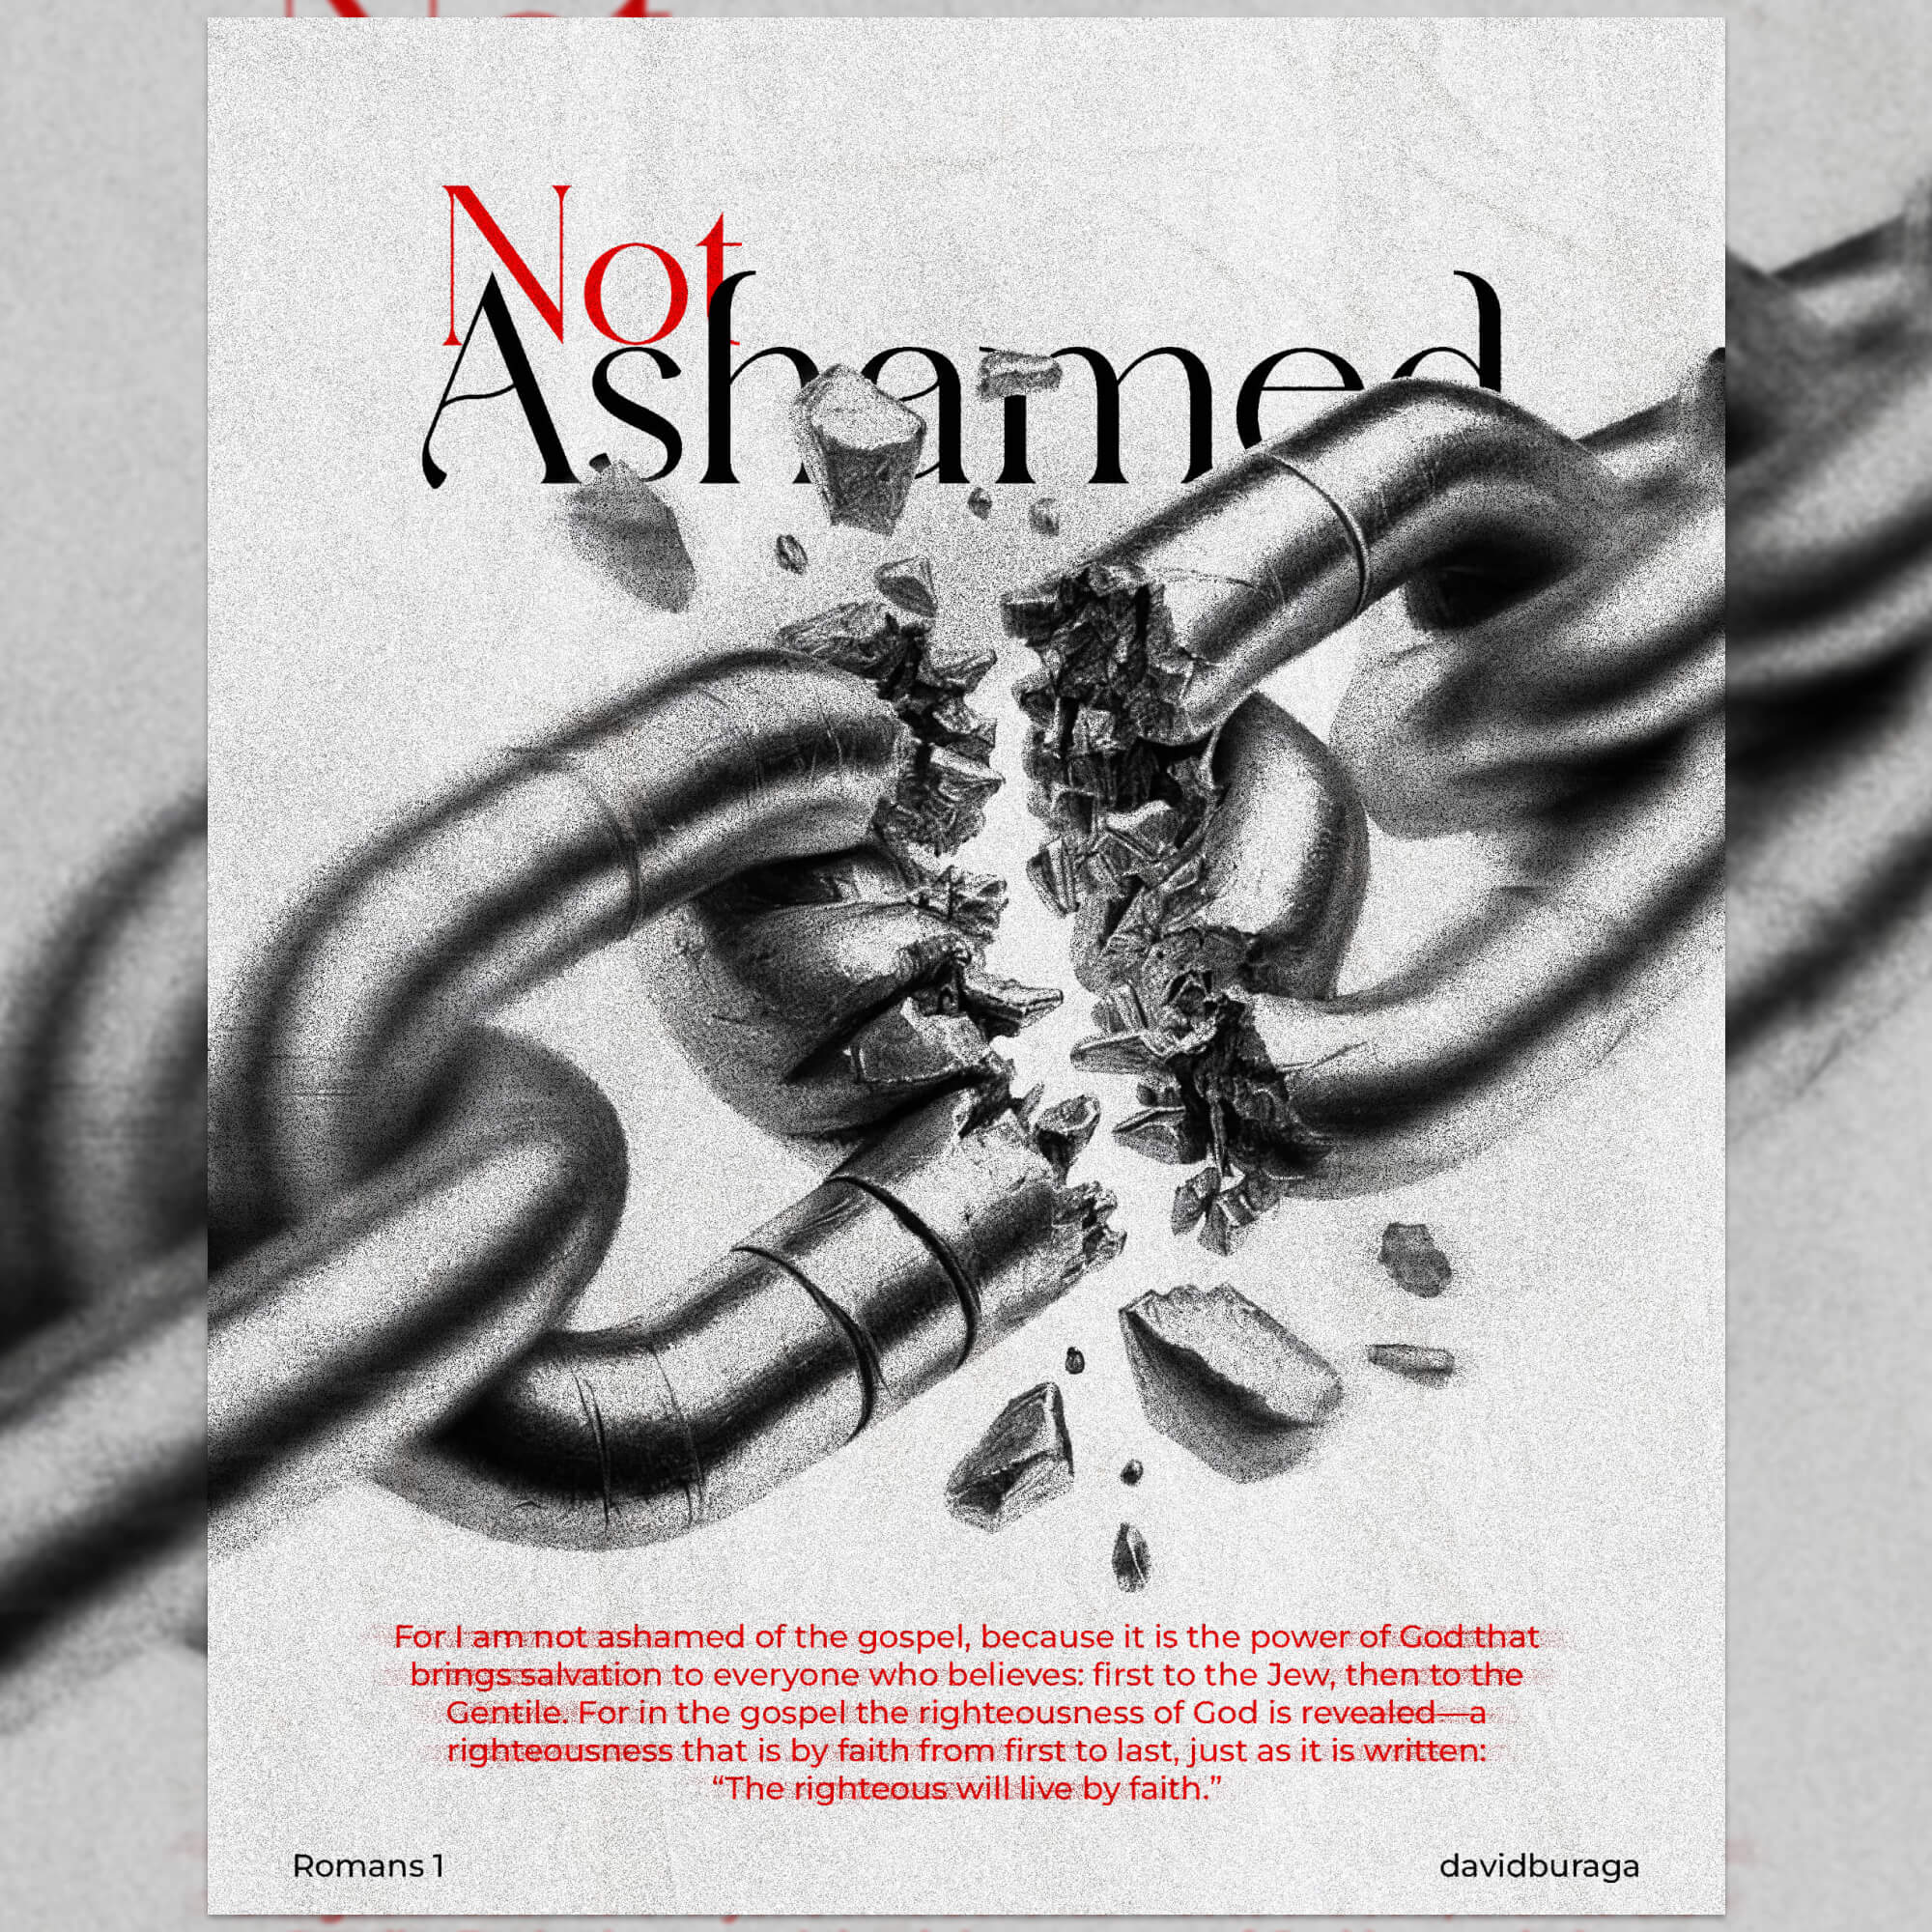 Not
Ashamed
For I am not ashamed of the gospel, because it is the power of God that
brings salvation to everyone who believes: first to the Jew, then to the
Gentile. For in the gospel the righteousness of God is revealed—a
righteousness that is by faith from first to last, just as it is written:
“The righteous will live by faith.”
Romans 1
davidburaga